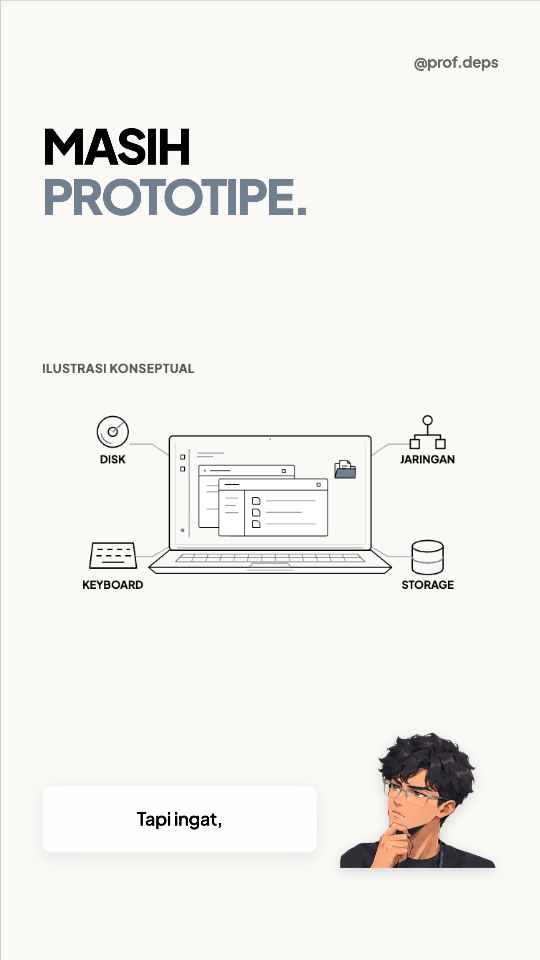 @prof.deps
MASIH
PROTOTIPE.
ILUSTRASI KONSEPTUAL
DISK
JARINGAN
KEYBOARD
STORAGE
Tapi ingat,